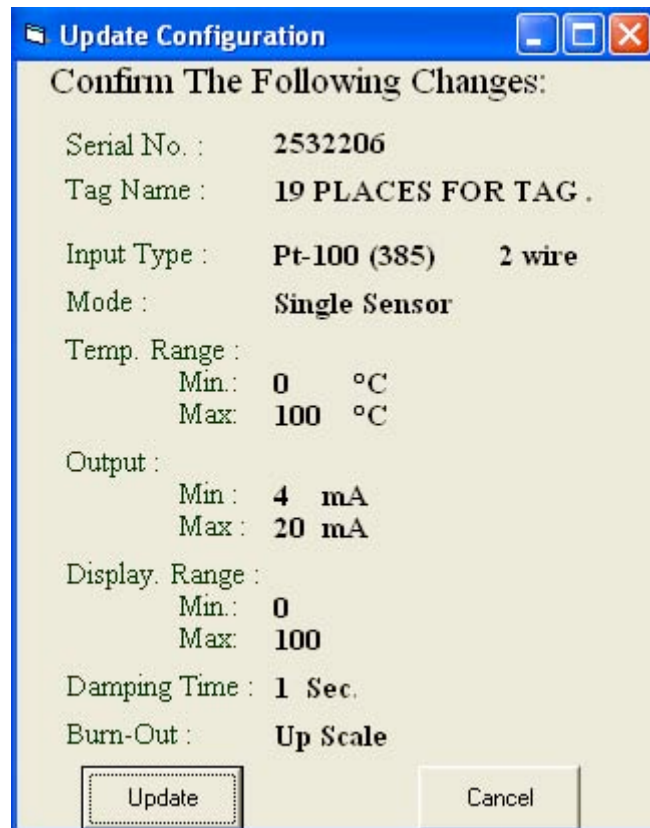 Update Configuration
Confirm The Following Changes:
Serial No. : 2532206
Tag Name : 19 PLACES FOR TAG .
Input Type : Pt-100 (385) 2 wire
Mode : Single Sensor
Temp. Range :
Min.: 0 °C
Max: 100 °C
Output :
Min : 4 mA
Max : 20 mA
Display. Range :
Min.: 0
Max: 100
Damping Time : 1 Sec.
Burn-Out : Up Scale
Update Cancel